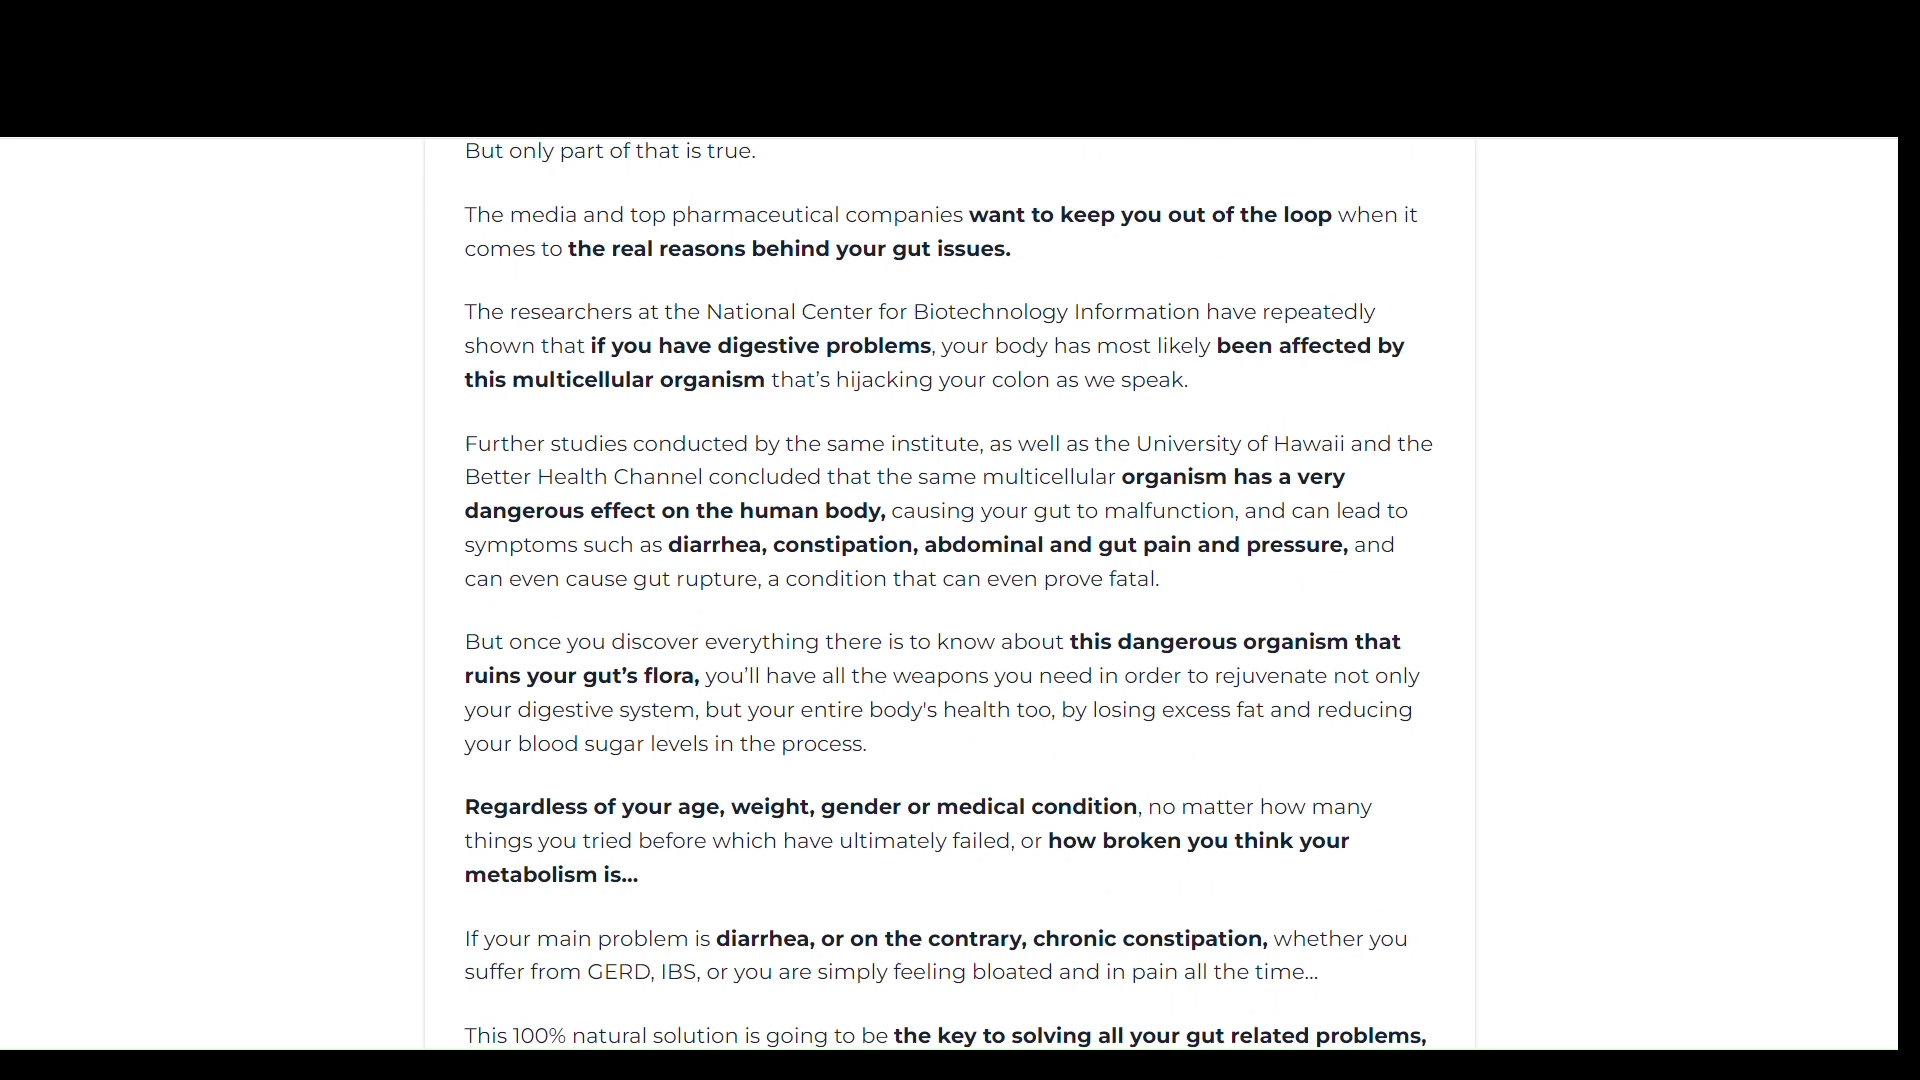 But only part of that is true.
The media and top pharmaceutical companies want to keep you out of the loop when it
comes to the real reasons behind your gut issues.
The researchers at the National Center for Biotechnology Information have repeatedly
shown that if you have digestive problems, your body has most likely been affected by
this multicellular organism that’s hijacking your colon as we speak.
Further studies conducted by the same institute, as well as the University of Hawaii and the
Better Health Channel concluded that the same multicellular organism has a very
dangerous effect on the human body, causing your gut to malfunction, and can lead to
symptoms such as diarrhea, constipation, abdominal and gut pain and pressure, and
can even cause gut rupture, a condition that can even prove fatal.
But once you discover everything there is to know about this dangerous organism that
ruins your gut’s flora, you’ll have all the weapons you need in order to rejuvenate not only
your digestive system, but your entire body's health too, by losing excess fat and reducing
your blood sugar levels in the process.
Regardless of your age, weight, gender or medical condition, no matter how many
things you tried before which have ultimately failed, or how broken you think your
metabolism is...
If your main problem is diarrhea, or on the contrary, chronic constipation, whether you
suffer from GERD, IBS, or you are simply feeling bloated and in pain all the time...
This 100% natural solution is going to be the key to solving all your gut related problems,